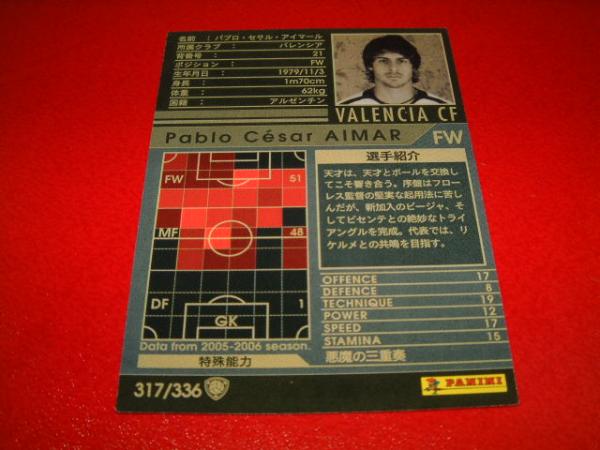 名前 : パブロ・セサル・アイマール
所属クラブ : バレンシア
背番号 : 21
ポジション : FW
生年月日 : 1979/11/3
身長 : 1m70cm
体重 : 62kg
国籍 : アルゼンチン
VALENCIA CF
Pablo César AIMAR FW
FW 51
MF 48
DF 1
GK
Data from 2005-2006 season.
選手紹介
天才は、天才とボールを交換し
てこそ響き合う。序盤はフロー
レス監督の堅実な起用法に苦し
んだが、新加入のビージャ、そ
してビセンテとの絶妙なトライ
アングルを完成。代表では、リ
ケルメとの共鳴を目指す。
OFFENCE 17
DEFENCE 8
TECHNIQUE 19
POWER 12
SPEED 17
STAMINA 15
特殊能力 悪魔の三重奏
317/336
PANINI